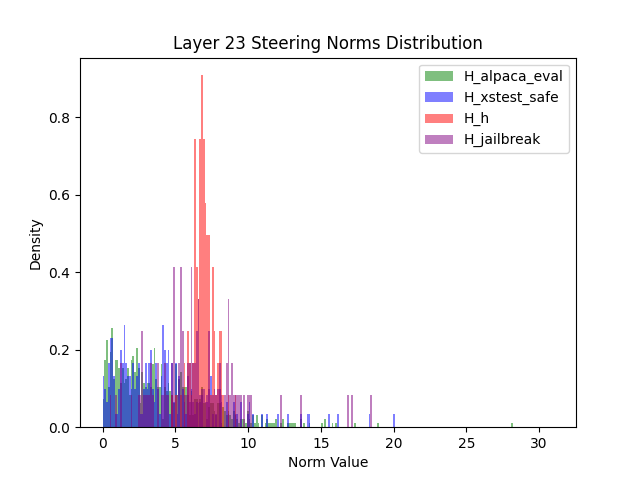 Layer 23 Steering Norms Distribution
H_alpaca_eval
H_xstest_safe
H_h
H_jailbreak
Density
0.8
0.6
0.4
0.2
0.0
0 5 10 15 20 25 30
Norm Value